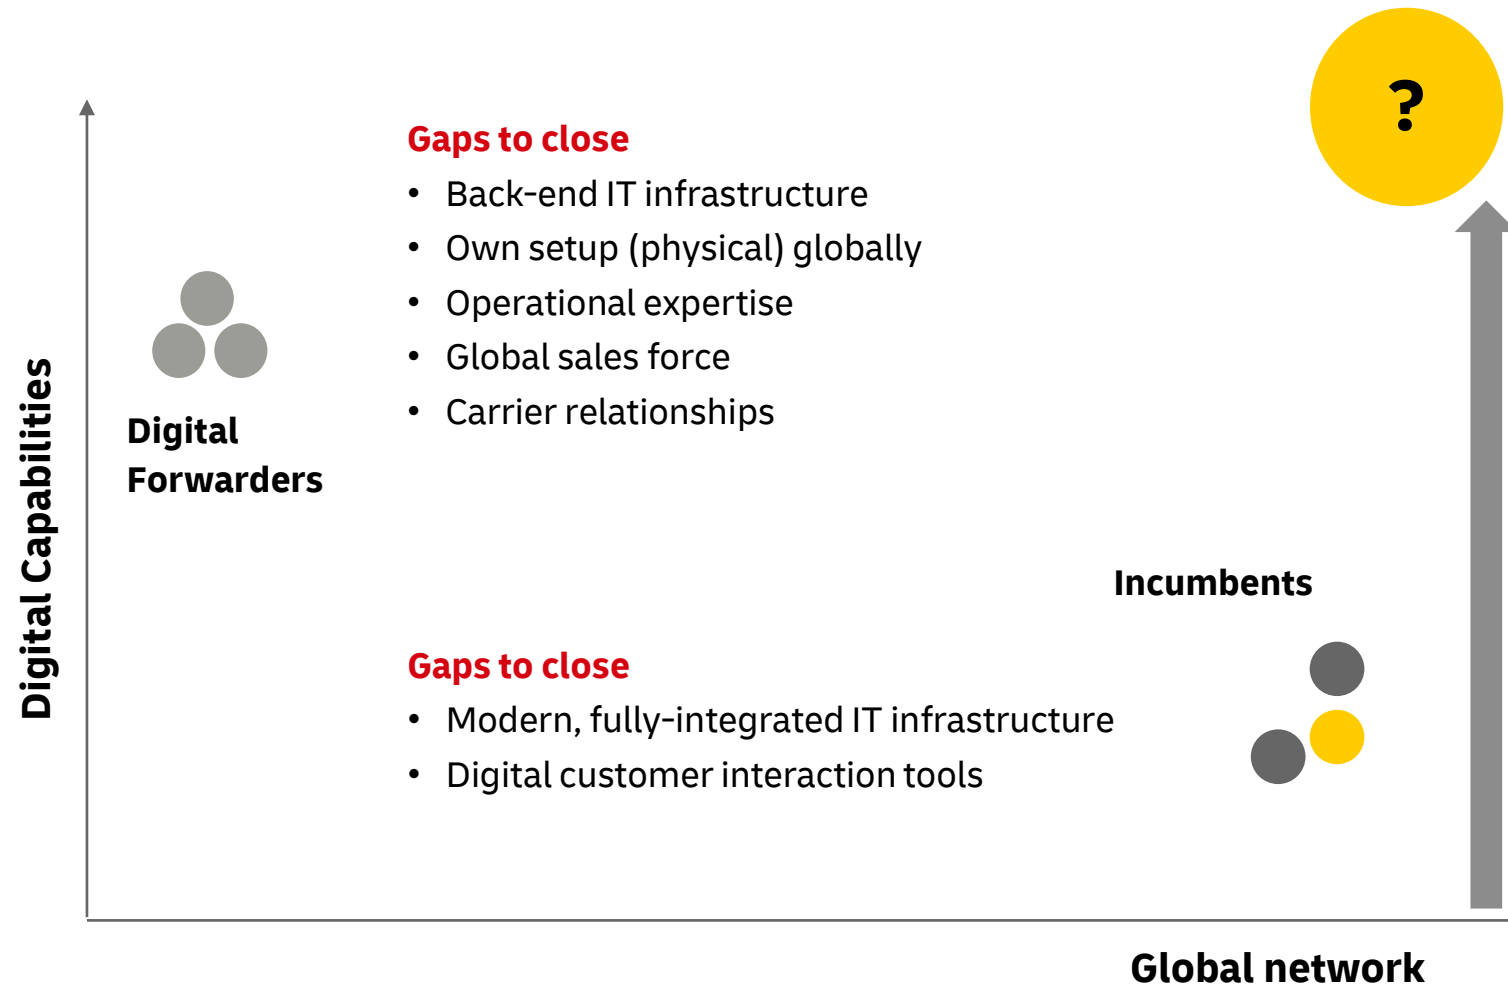 ?
Gaps to close
• Back-end IT infrastructure
• Own setup (physical) globally
• Operational expertise
• Global sales force
• Carrier relationships
Digital
Forwarders
Digital Capabilities
Incumbents
Gaps to close
• Modern, fully-integrated IT infrastructure
• Digital customer interaction tools
Global network